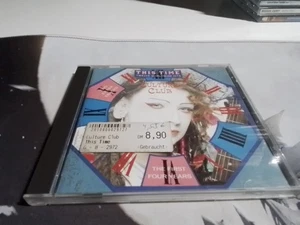 THIS TIME
CULTURE
CLUB
DM 8,90
Culture Club
This Time
Gebraucht
THE FIRST
FOUR YEARS